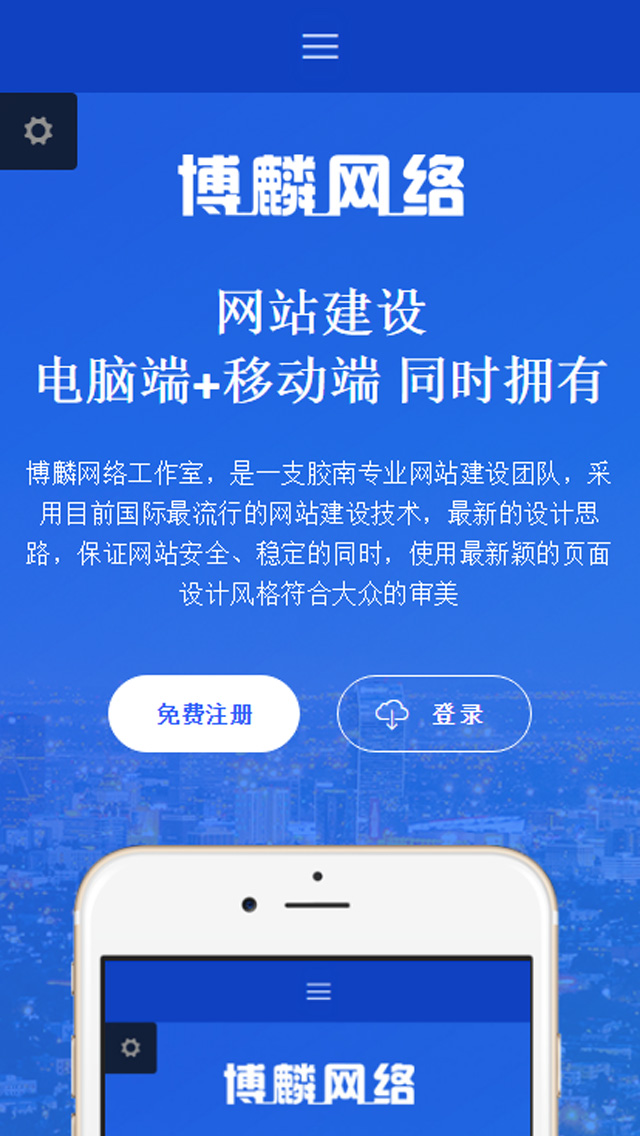 博麟网络
网站建设
电脑端+移动端 同时拥有
博麟网络工作室，是一支胶南专业网站建设团队，采
用目前国际最流行的网站建设技术，最新的设计思
路，保证网站安全、稳定的同时，使用最新颖的页面
设计风格符合大众的审美
免费注册
登录
博麟网络